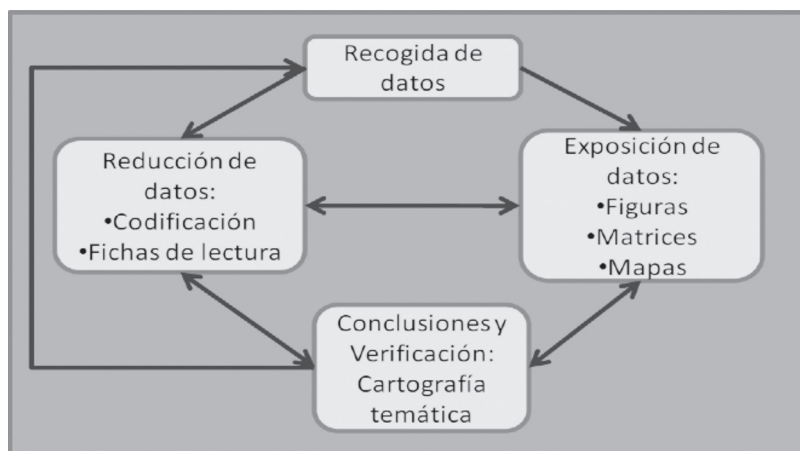 Recogida de
datos
Reducción de
datos:
•Codificación
•Fichas de lectura
Exposición de
datos:
•Figuras
•Matrices
•Mapas
Conclusiones y
Verificación:
Cartografía
temática